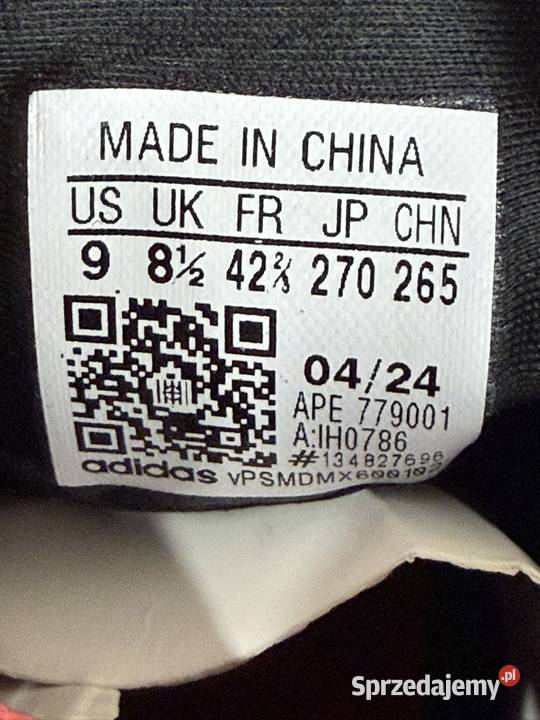 MADE IN CHINA
US UK FR JP CHN
9 8½ 42⅔ 270 265
04/24
APE 779001
A:IH0786
#134827696
adidas vPSMDMX600102
Sprzedajemy.pl